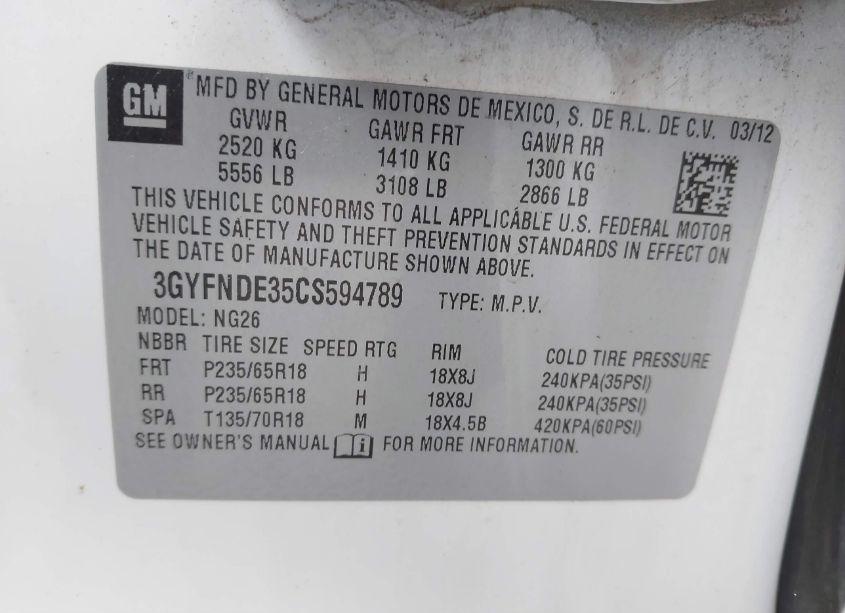 GM
® MFD BY GENERAL MOTORS DE MEXICO, S. DE R.L. DE C.V. 03/12
GVWR GAWR FRT GAWR RR
2520 KG 1410 KG 1300 KG
5556 LB 3108 LB 2866 LB
THIS VEHICLE CONFORMS TO ALL APPLICABLE U.S. FEDERAL MOTOR
VEHICLE SAFETY AND THEFT PREVENTION STANDARDS IN EFFECT ON
THE DATE OF MANUFACTURE SHOWN ABOVE.
3GYFNDE35CS594789 TYPE: M.P.V.
MODEL: NG26
NBBR TIRE SIZE SPEED RTG RIM COLD TIRE PRESSURE
FRT P235/65R18 H 18X8J 240KPA(35PSI)
RR P235/65R18 H 18X8J 240KPA(35PSI)
SPA T135/70R18 M 18X4.5B 420KPA(60PSI)
SEE OWNER'S MANUAL i FOR MORE INFORMATION.